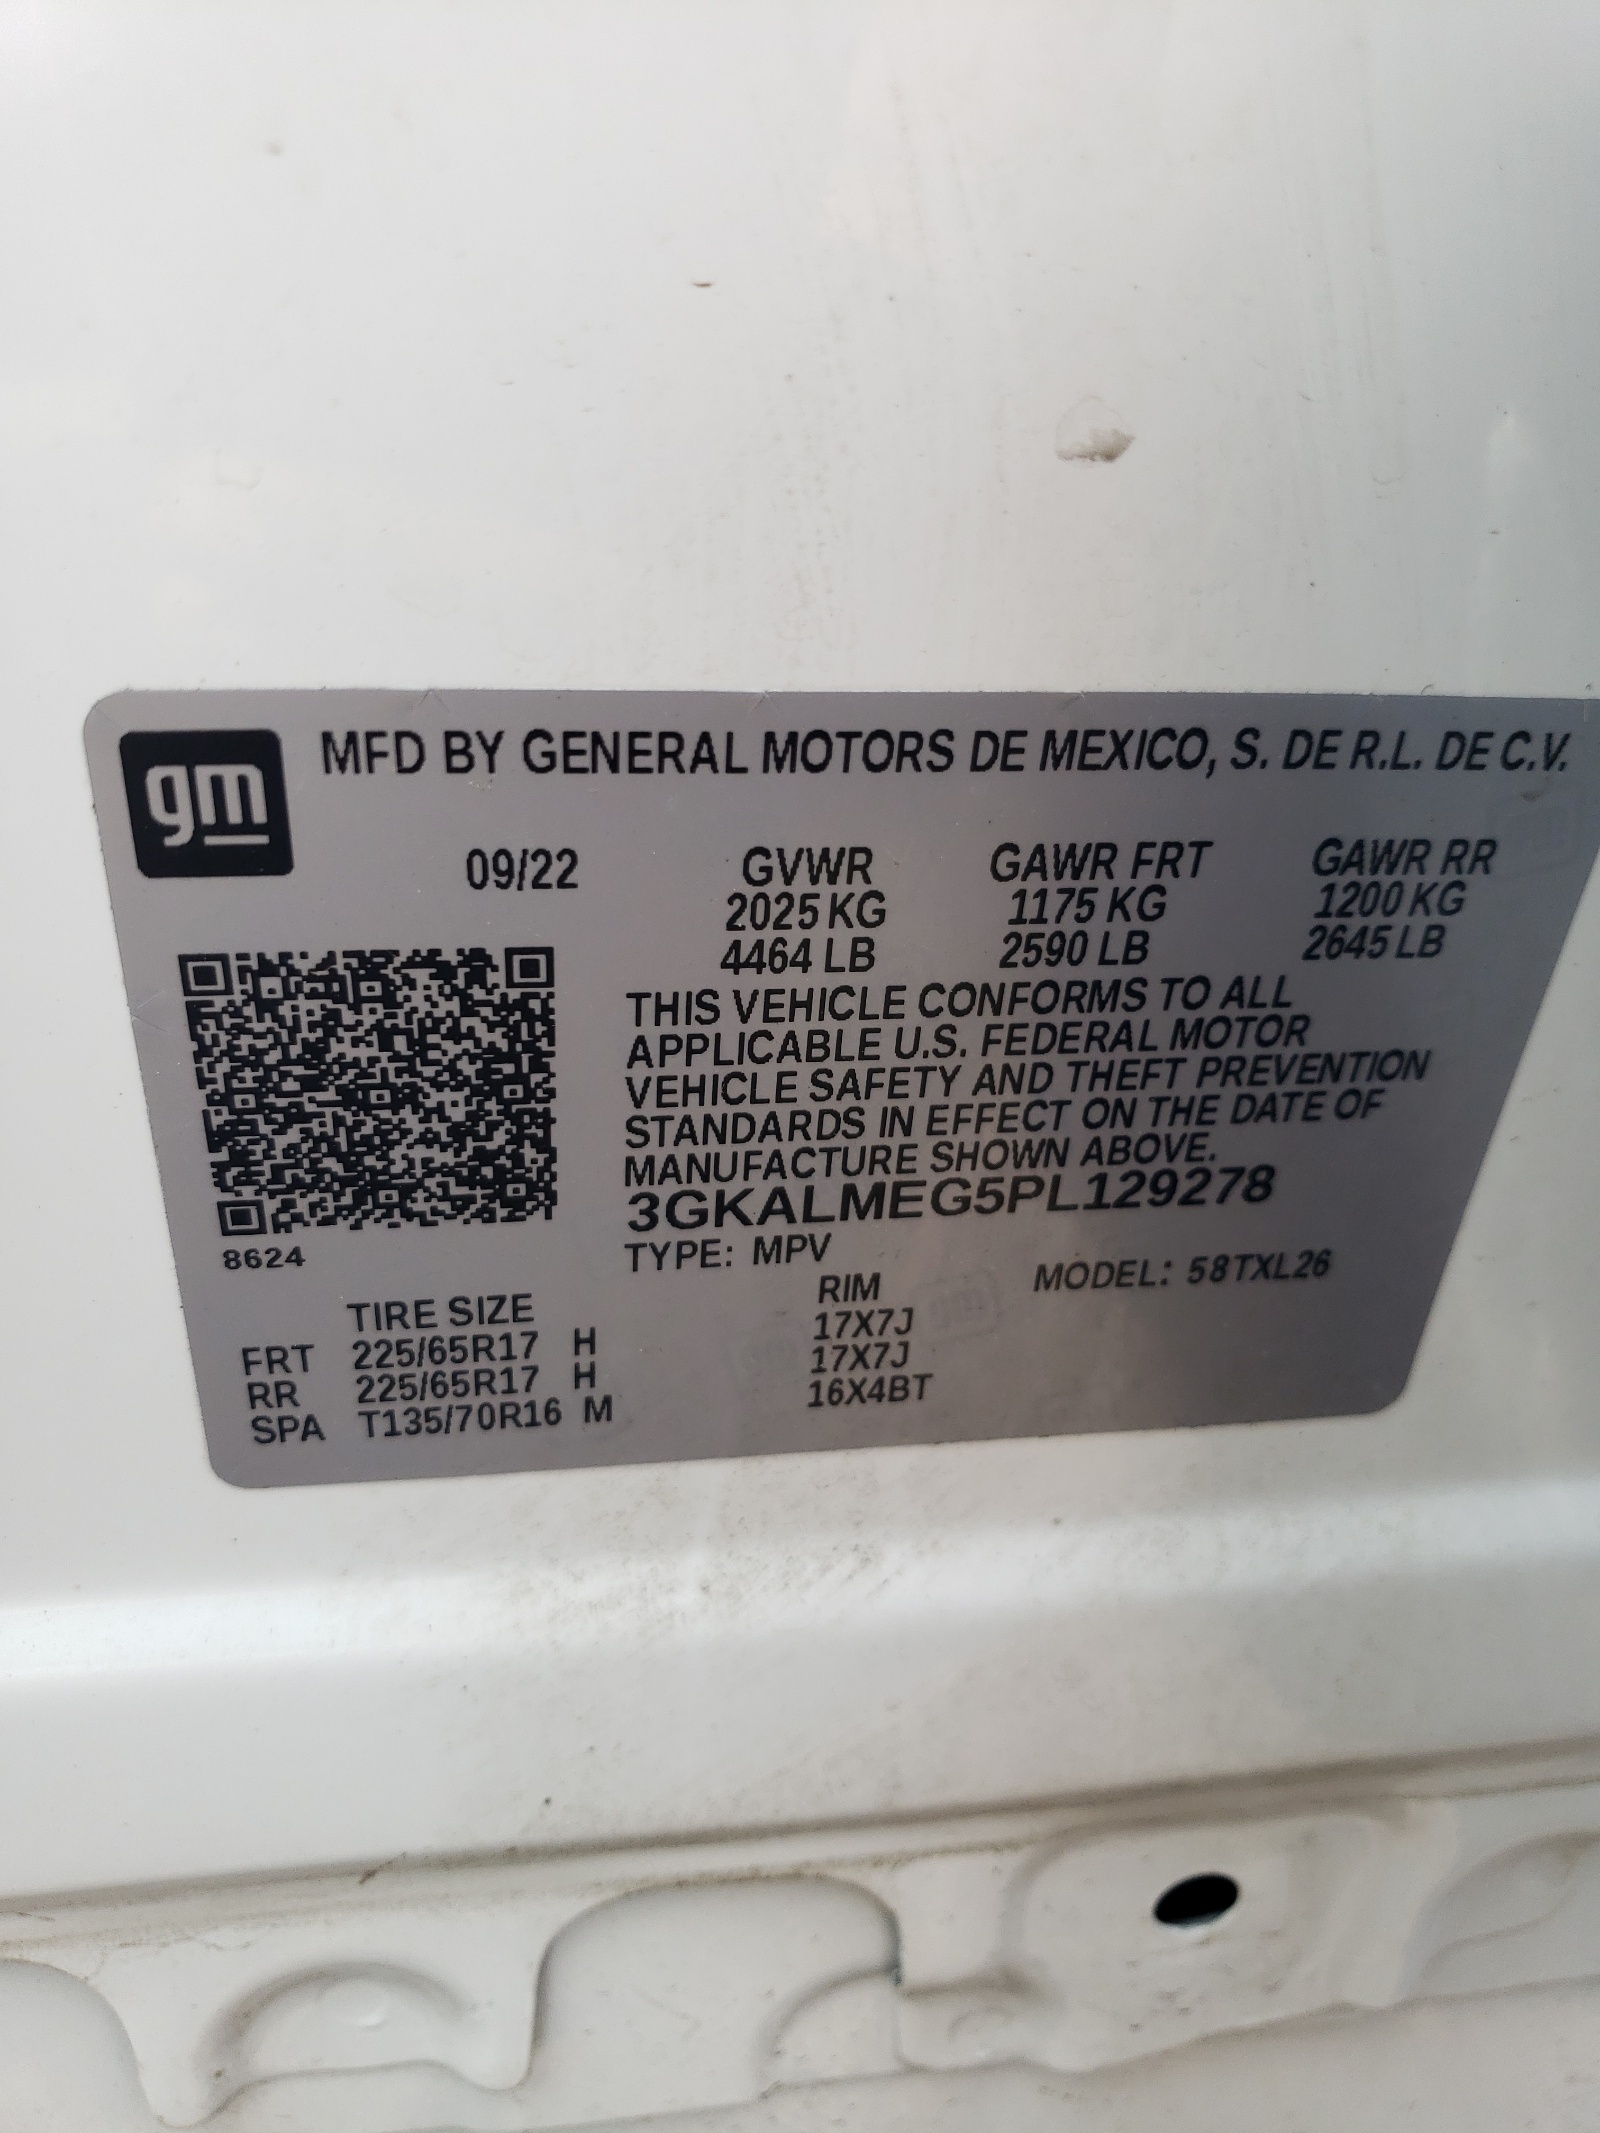 gm
MFD BY GENERAL MOTORS DE MEXICO, S. DE R.L. DE C.V.
09/22 GVWR GAWR FRT GAWR RR
2025 KG 1175 KG 1200 KG
4464 LB 2590 LB 2645 LB
THIS VEHICLE CONFORMS TO ALL
APPLICABLE U.S. FEDERAL MOTOR
VEHICLE SAFETY AND THEFT PREVENTION
STANDARDS IN EFFECT ON THE DATE OF
MANUFACTURE SHOWN ABOVE.
3GKALMEG5PL129278
8624
TYPE: MPV MODEL: 58TXL26
TIRE SIZE RIM
FRT 225/65R17 H 17X7J
RR 225/65R17 H 17X7J
SPA T135/70R16 M 16X4BT